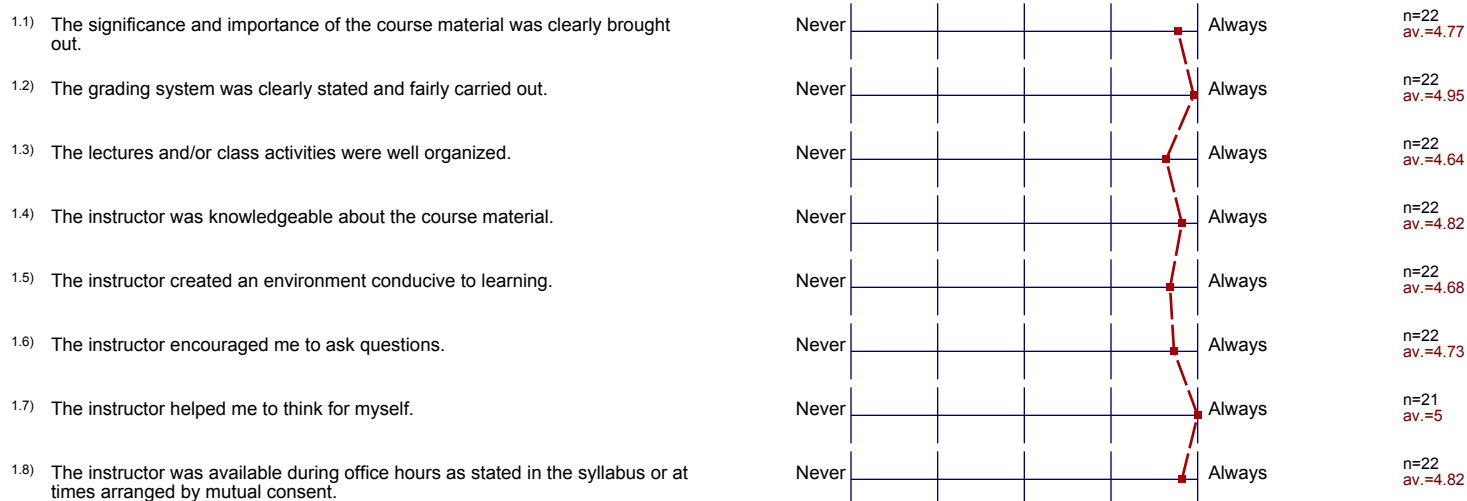 1.1) The significance and importance of the course material was clearly brought
out.
Never
Always
n=22
av.=4.77
1.2) The grading system was clearly stated and fairly carried out.
Never
Always
n=22
av.=4.95
1.3) The lectures and/or class activities were well organized.
Never
Always
n=22
av.=4.64
1.4) The instructor was knowledgeable about the course material.
Never
Always
n=22
av.=4.82
1.5) The instructor created an environment conducive to learning.
Never
Always
n=22
av.=4.68
1.6) The instructor encouraged me to ask questions.
Never
Always
n=22
av.=4.73
1.7) The instructor helped me to think for myself.
Never
Always
n=21
av.=5
1.8) The instructor was available during office hours as stated in the syllabus or at
times arranged by mutual consent.
Never
Always
n=22
av.=4.82